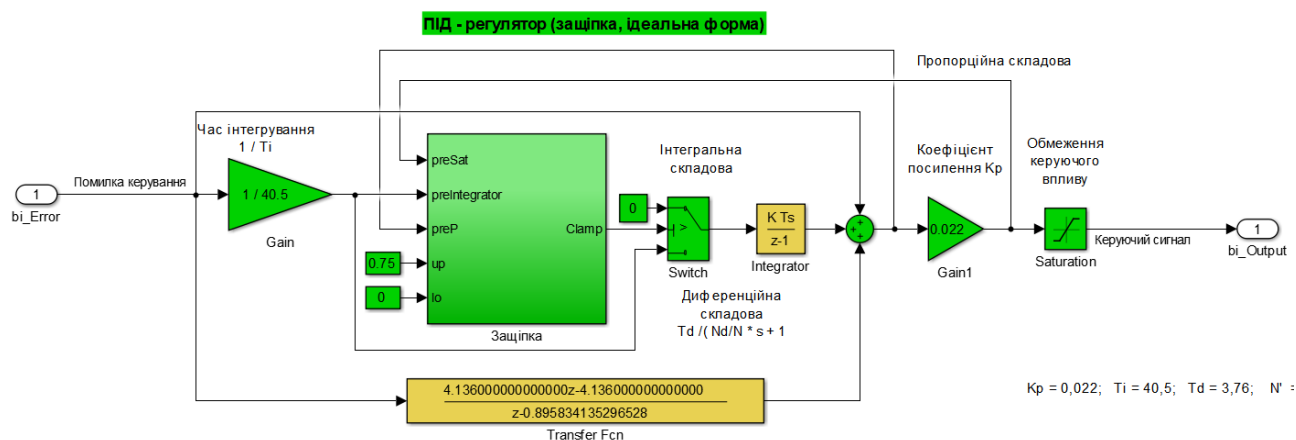 ПІД - регулятор (защіпка, ідеальна форма)
Пропорційна складова
Час інтегрування
1 / Ti
Помилка керування
1
bi_Error
1 / 40.5
Gain
preSat
preIntegrator
preP
up
lo
Clamp
0.75
0
Защіпка
Інтегральна
складова
0
>
Switch
K Ts
z-1
Integrator
Диференційна
складова
Td /( Nd/N * s + 1
+
+
+
Коефіцієнт
посилення Kp
0.022
Gain1
Обмеження
керуючого
впливу
Saturation
Керуючий сигнал
1
bi_Output
4.136000000000000z-4.136000000000000
z-0.895834135296528
Transfer Fcn
Kp = 0,022; Ti = 40,5; Td = 3,76; N' =